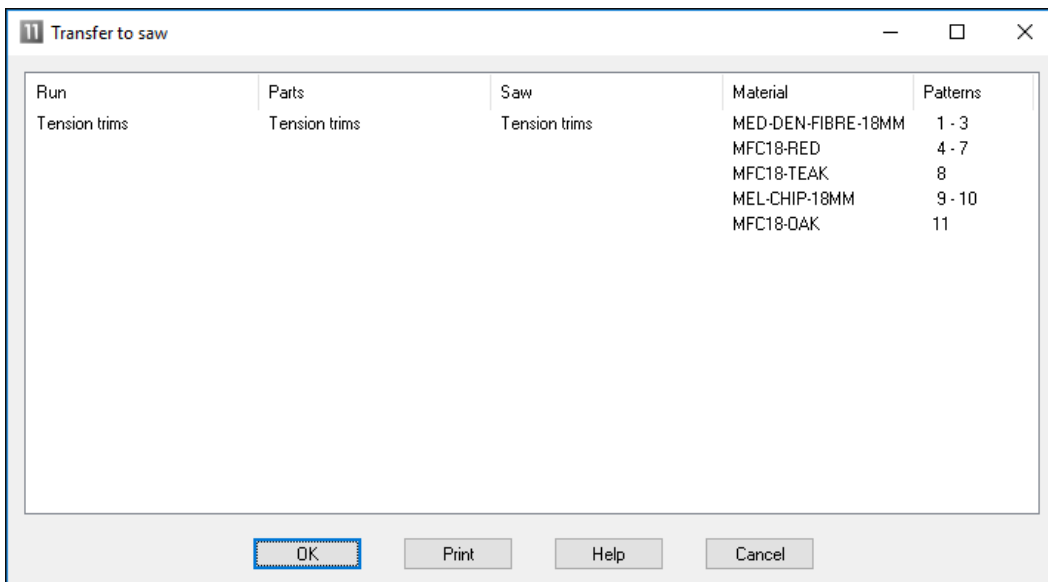 11 Transfer to saw
Run Parts Saw Material Patterns
Tension trims Tension trims Tension trims MED-DEN-FIBRE-18MM 1 - 3
MFC18-RED 4 - 7
MFC18-TEAK 8
MEL-CHIP-18MM 9 - 10
MFC18-OAK 11
OK Print Help Cancel